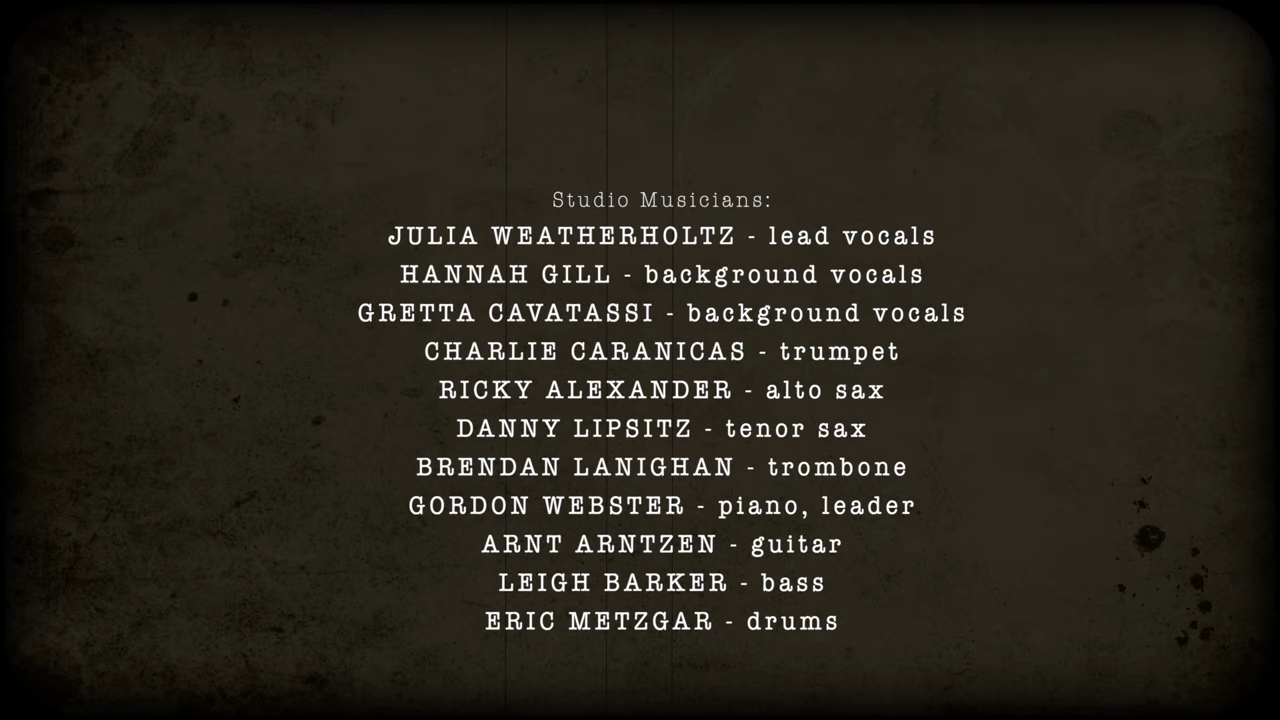 Studio Musicians:
JULIA WEATHERHOLTZ - lead vocals
HANNAH GILL - background vocals
GRETTA CAVATASSI - background vocals
CHARLIE CARANICAS - trumpet
RICKY ALEXANDER - alto sax
DANNY LIPSITZ - tenor sax
BRENDAN LANIGHAN - trombone
GORDON WEBSTER - piano, leader
ARNT ARNTZEN - guitar
LEIGH BARKER - bass
ERIC METZGAR - drums